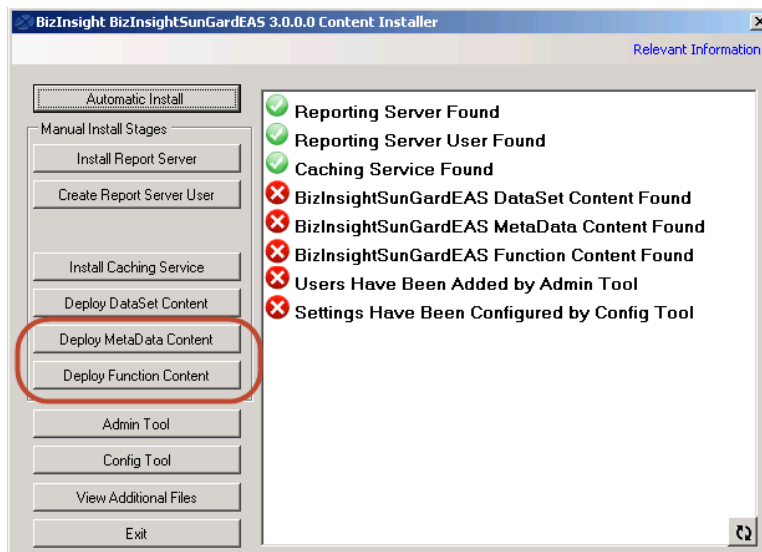 BizInsight BizInsightSunGardEAS 3.0.0.0 Content Installer
Relevant Information
Automatic Install
Manual Install Stages
Install Report Server
Create Report Server User
Install Caching Service
Deploy DataSet Content
Deploy MetaData Content
Deploy Function Content
Admin Tool
Config Tool
View Additional Files
Exit
Reporting Server Found
Reporting Server User Found
Caching Service Found
BizInsightSunGardEAS DataSet Content Found
BizInsightSunGardEAS MetaData Content Found
BizInsightSunGardEAS Function Content Found
Users Have Been Added by Admin Tool
Settings Have Been Configured by Config Tool